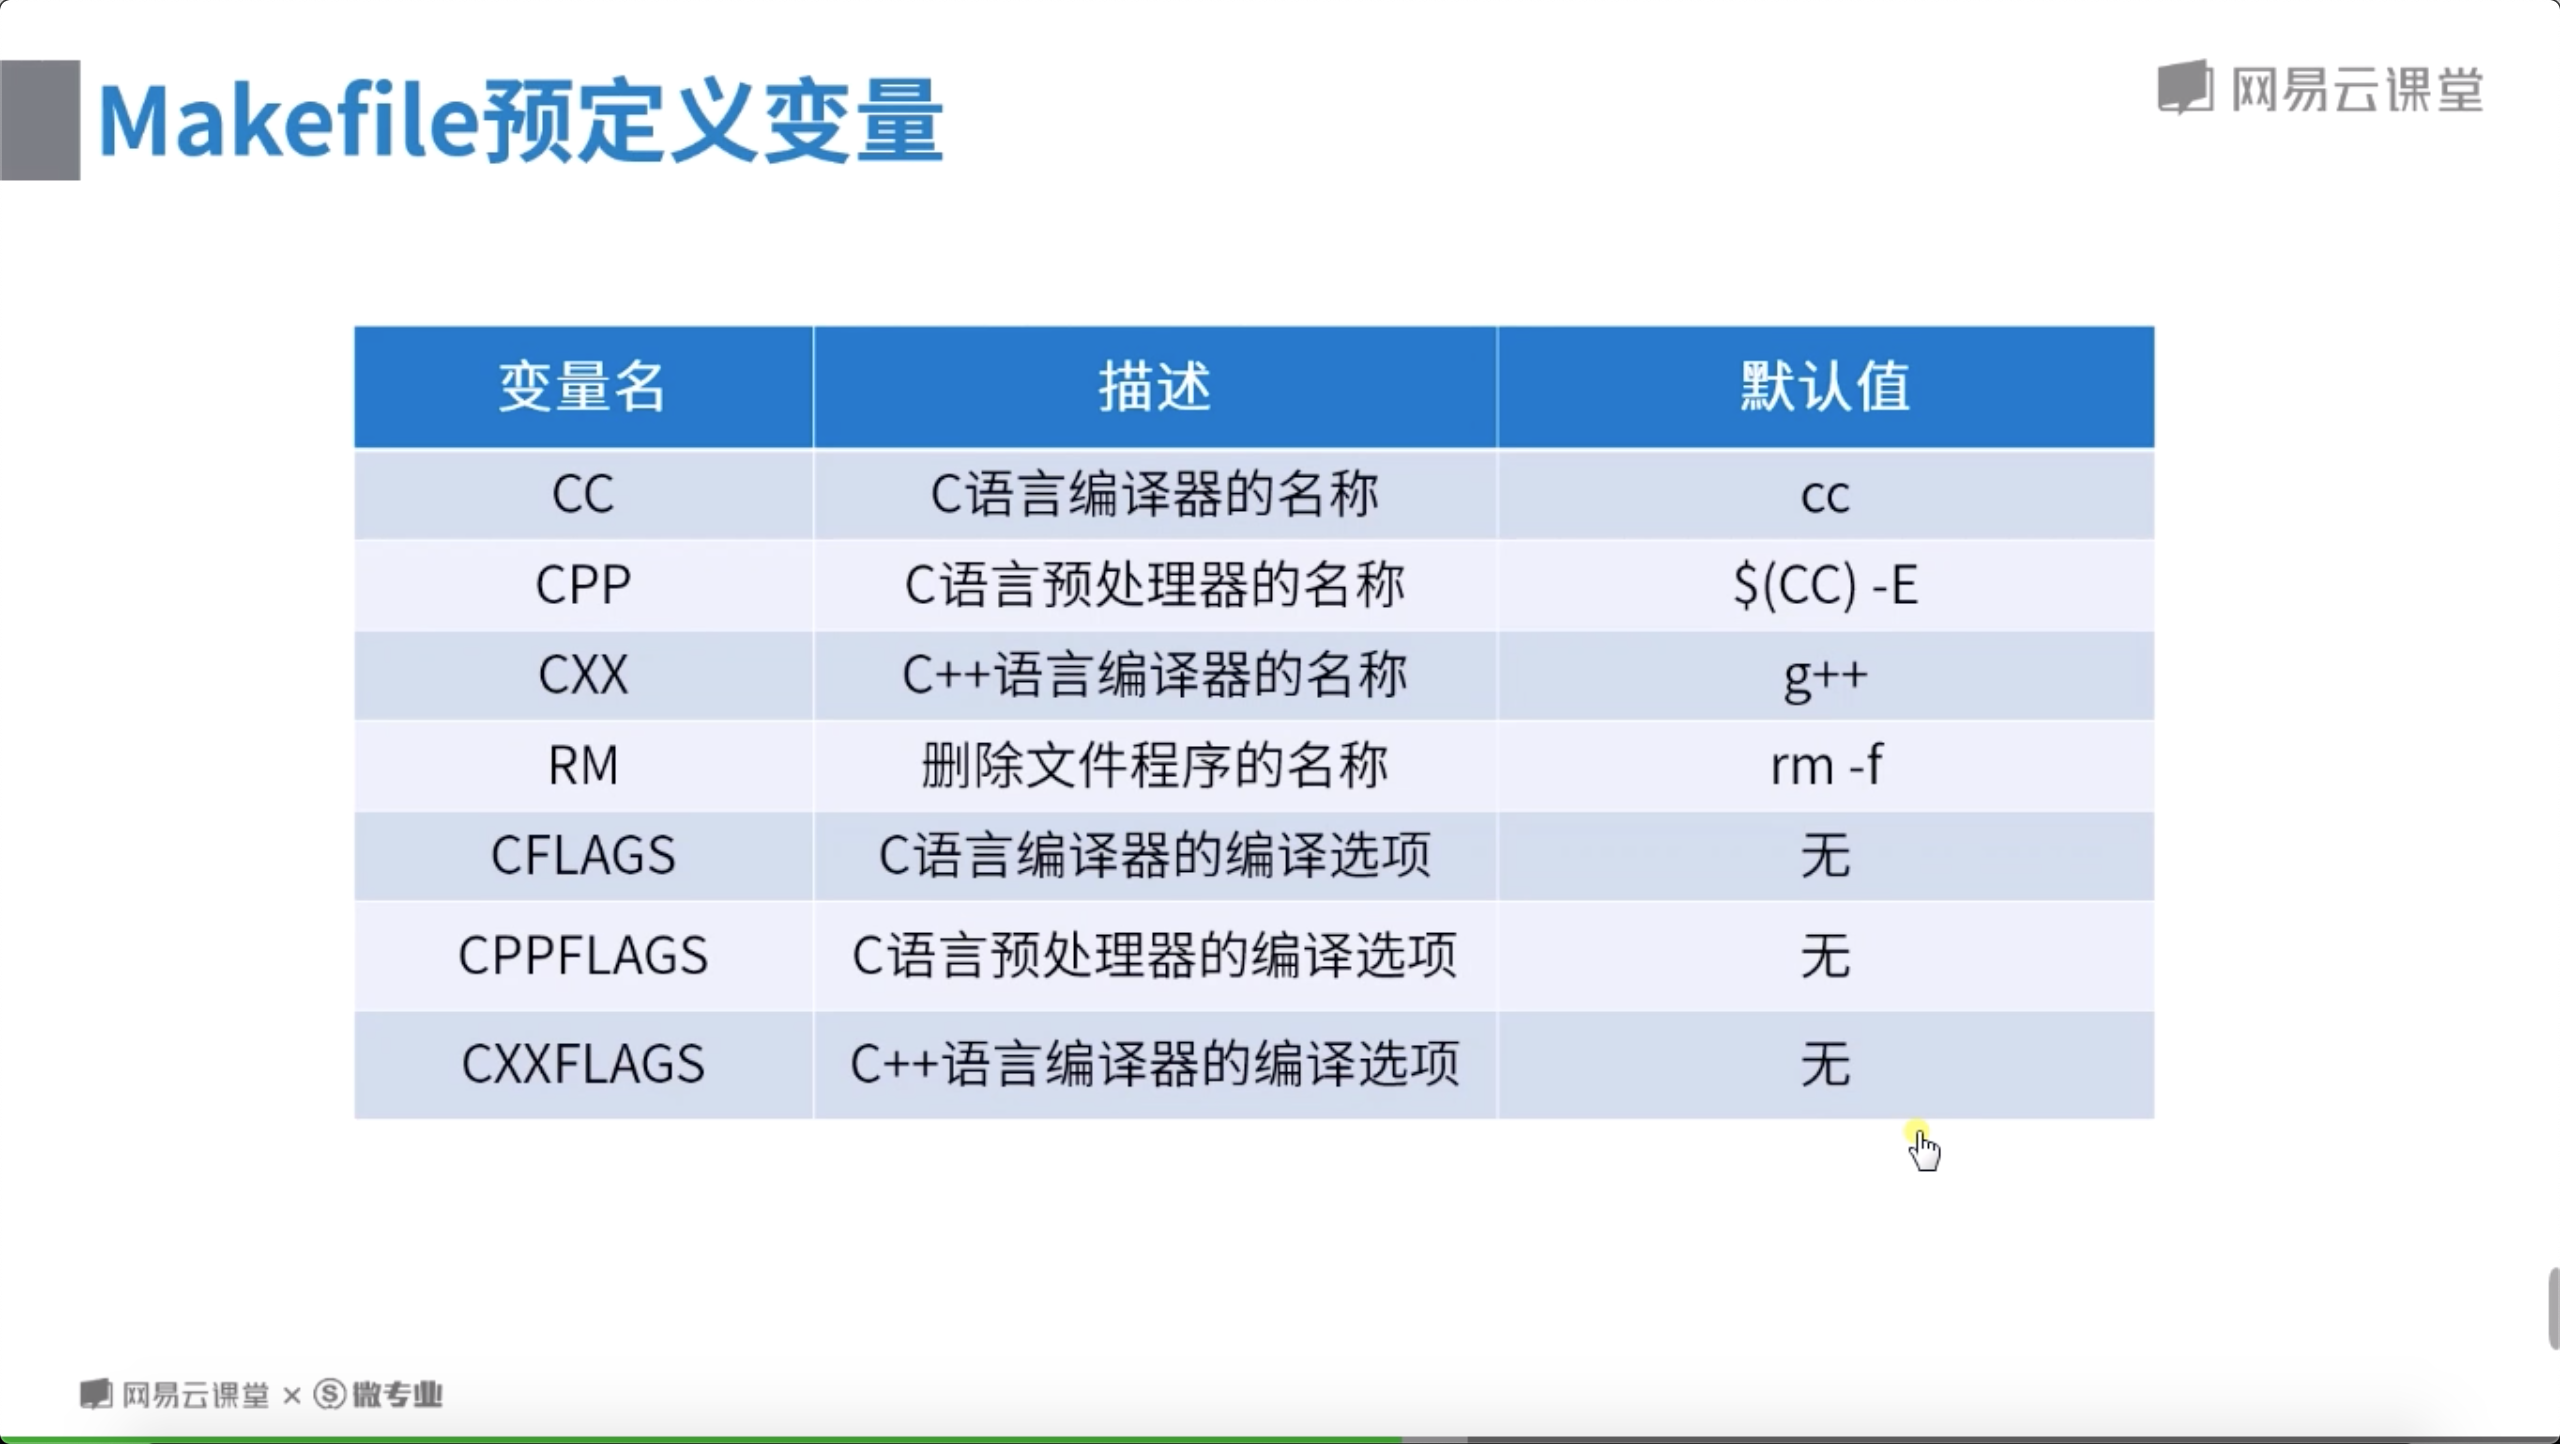 Makefile预定义变量
网易云课堂
变量名 描述 默认值
CC C语言编译器的名称 cc
CPP C语言预处理器的名称 $(CC) -E
CXX C++语言编译器的名称 g++
RM 删除文件程序的名称 rm -f
CFLAGS C语言编译器的编译选项 无
CPPFLAGS C语言预处理器的编译选项 无
CXXFLAGS C++语言编译器的编译选项 无
网易云课堂 × S 微专业